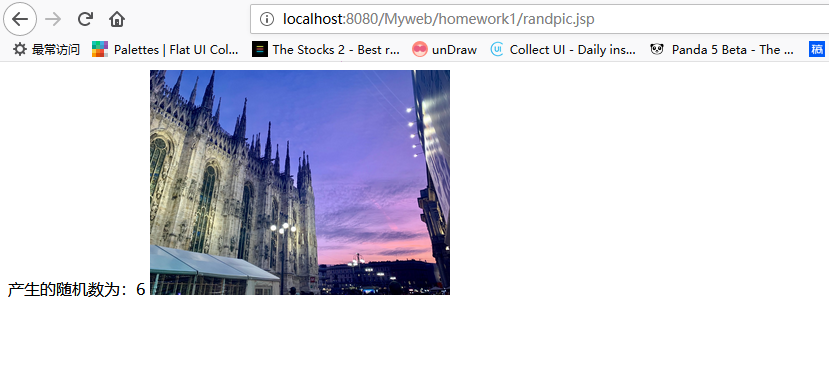 localhost:8080/Myweb/homework1/randpic.jsp
最常访问 Palettes | Flat UI Col... The Stocks 2 - Best r... unDraw Collect UI - Daily ins... Panda 5 Beta - The ... 稿
产生的随机数为：6